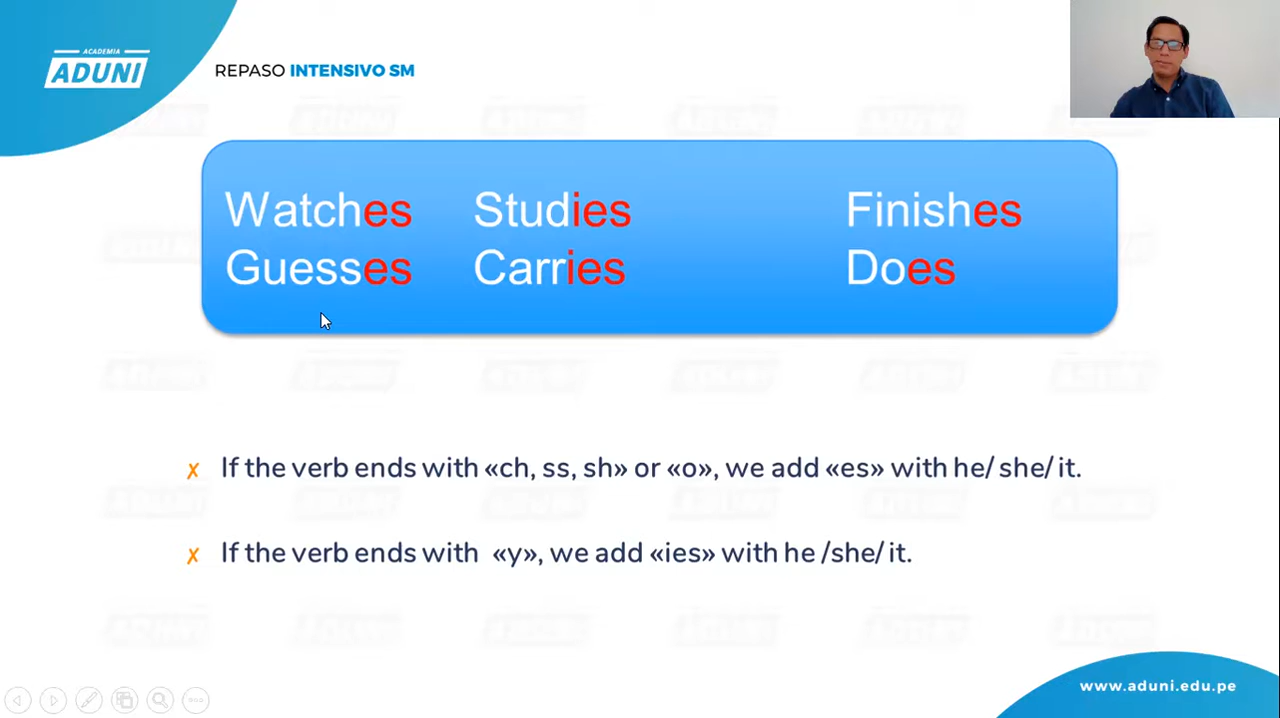 ACADEMIA
ADUNI
REPASO INTENSIVO SM
Watches Studies Finishes
Guesses Carries Does
✗ If the verb ends with «ch, ss, sh» or «o», we add «es» with he/ she/ it.
✗ If the verb ends with «y», we add «ies» with he /she/ it.
www.aduni.edu.pe